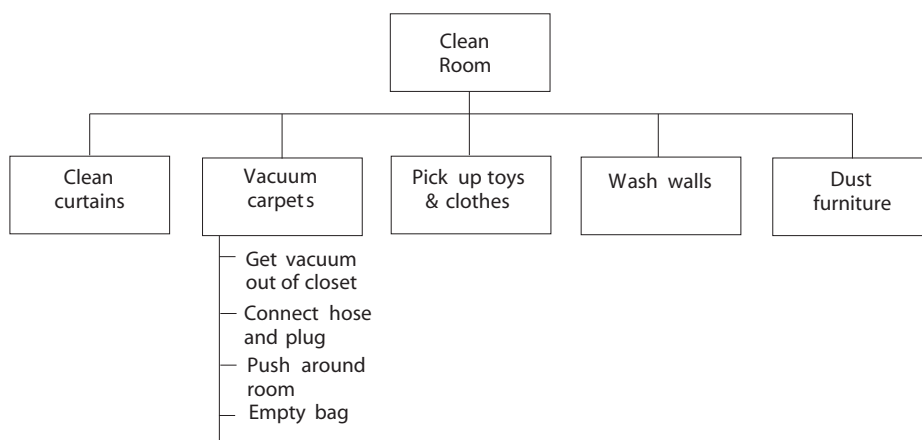 Clean
Room
Clean
curtains
Vacuum
carpets
Pick up toys
& clothes
Wash walls
Dust
furniture
Get vacuum
out of closet
Connect hose
and plug
Push around
room
Empty bag